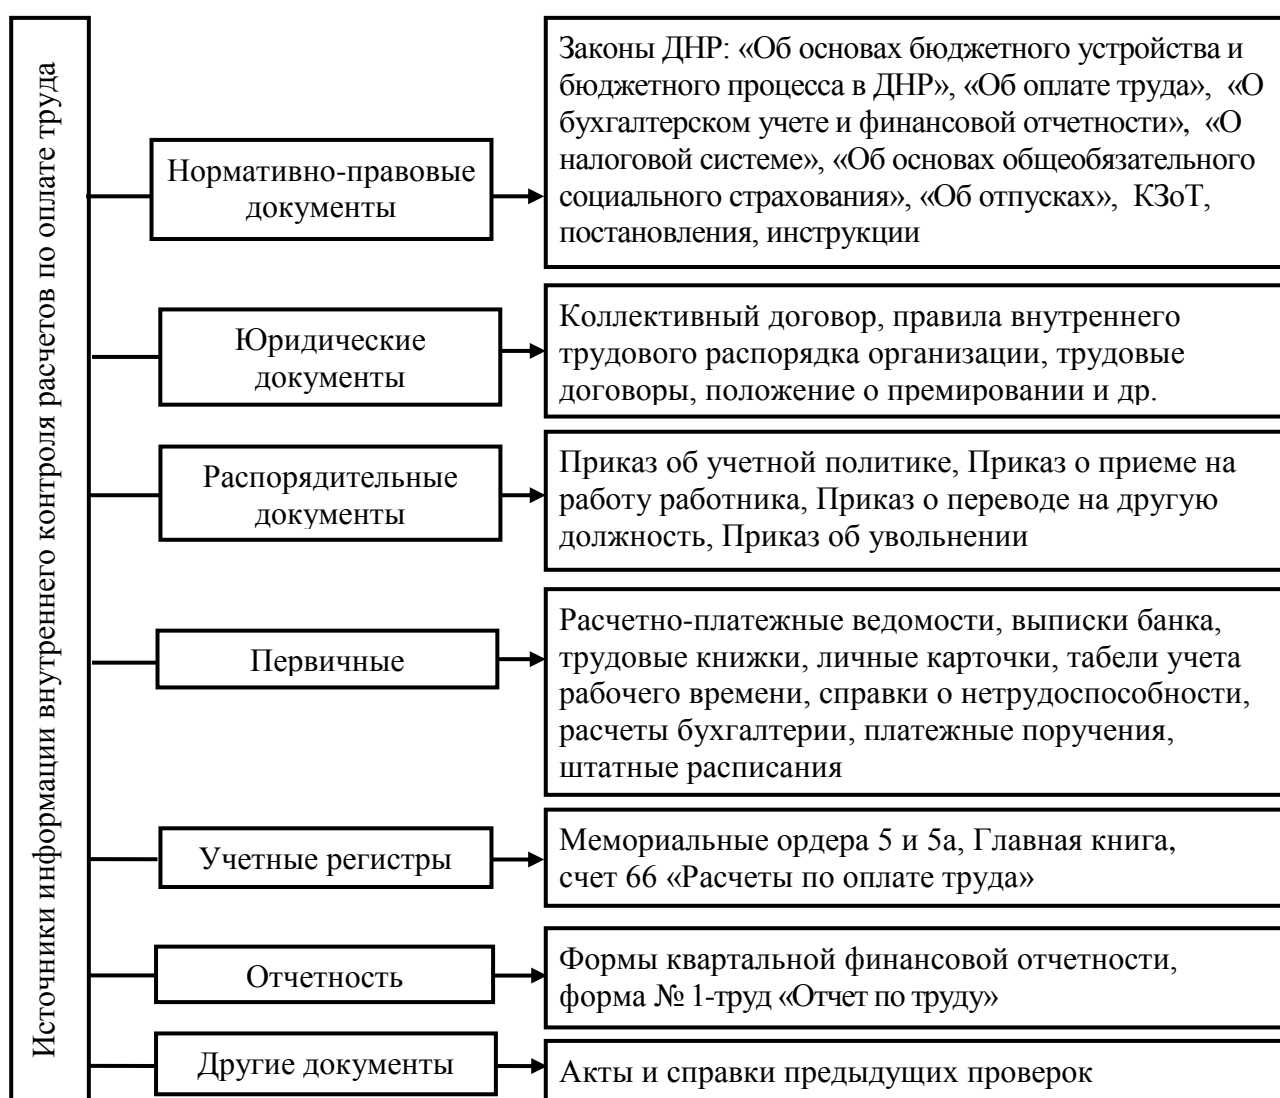 Источники информации внутреннего контроля расчетов по оплате труда
Нормативно-правовые
документы
Законы ДНР: «Об основах бюджетного устройства и
бюджетного процесса в ДНР», «Об оплате труда», «О
бухгалтерском учете и финансовой отчетности», «О
налоговой системе», «Об основах общеобязательного
социального страхования», «Об отпусках», КЗоТ,
постановления, инструкции
Юридические
документы
Коллективный договор, правила внутреннего
трудового распорядка организации, трудовые
договоры, положение о премировании и др.
Распорядительные
документы
Приказ об учетной политике, Приказ о приеме на
работу работника, Приказ о переводе на другую
должность, Приказ об увольнении
Первичные
Расчетно-платежные ведомости, выписки банка,
трудовые книжки, личные карточки, табели учета
рабочего времени, справки о нетрудоспособности,
расчеты бухгалтерии, платежные поручения,
штатные расписания
Учетные регистры
Мемориальные ордера 5 и 5а, Главная книга,
счет 66 «Расчеты по оплате труда»
Отчетность
Формы квартальной финансовой отчетности,
форма № 1-труд «Отчет по труду»
Другие документы
Акты и справки предыдущих проверок